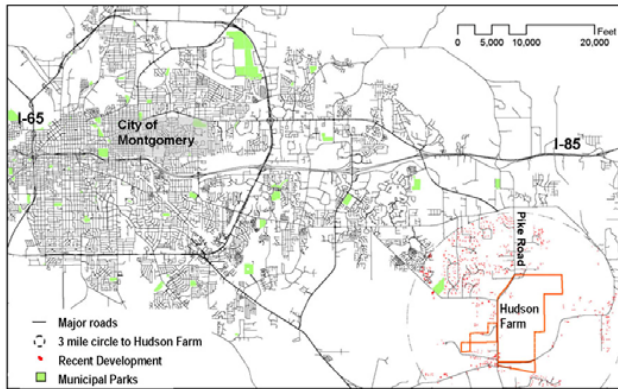 Feet
0 5,000 10,000 20,000
I-65
City of
Montgomery
I-85
Pike Road
Hudson
Farm
Major roads
3 mile circle to Hudson Farm
Recent Development
Municipal Parks